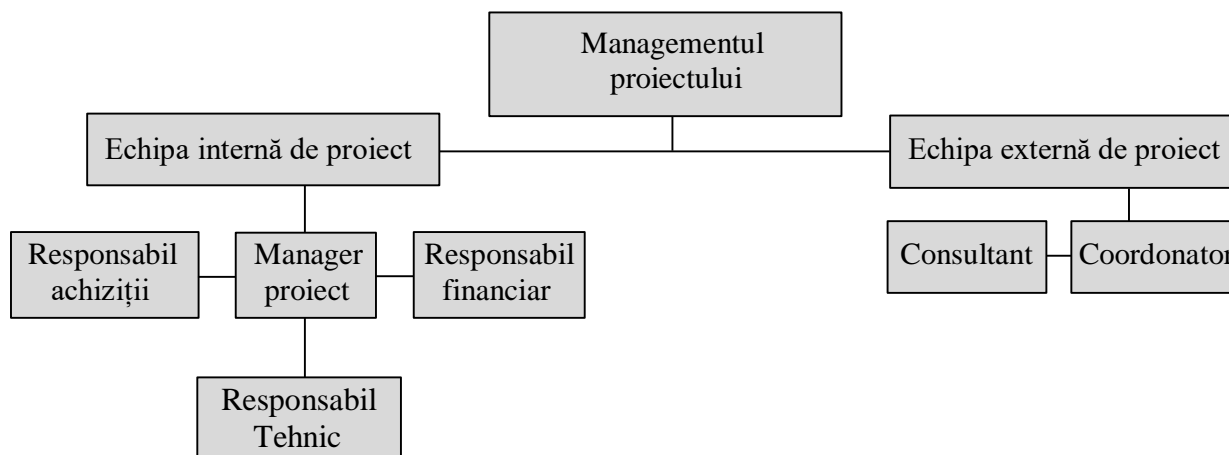 Managementul
proiectului
Echipa internă de proiect
Echipa externă de proiect
Responsabil
achiziții
Manager
proiect
Responsabil
financiar
Consultant
Coordonator
Responsabil
Tehnic